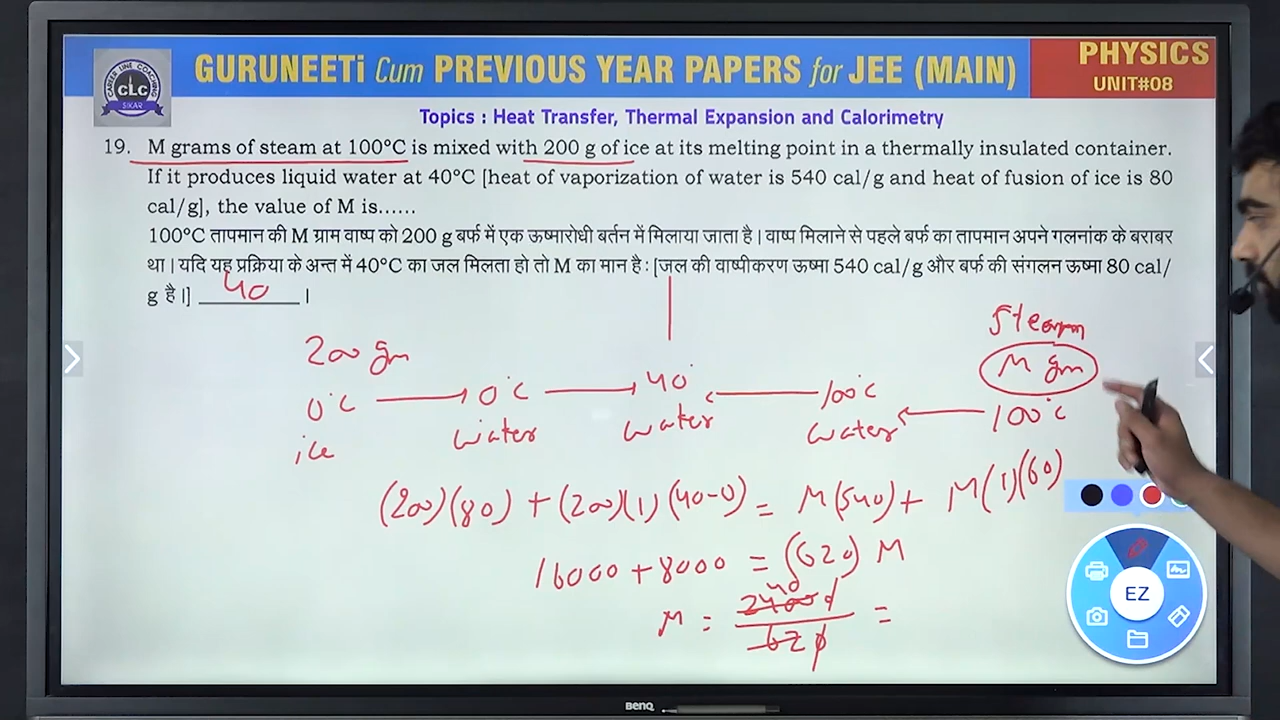 GURUNEETi Cum PREVIOUS YEAR PAPERS for JEE (MAIN)
PHYSICS
UNIT#08
CAREER LINE COACHING
CLC
SIKAR
Topics : Heat Transfer, Thermal Expansion and Calorimetry
19. M grams of steam at 100°C is mixed with 200 g of ice at its melting point in a thermally insulated container.
If it produces liquid water at 40°C [heat of vaporization of water is 540 cal/g and heat of fusion of ice is 80
cal/g], the value of M is......
100°C तापमान की M ग्राम वाष्प को 200 g बर्फ में एक ऊष्मारोधी बर्तन में मिलाया जाता है। वाष्प मिलाने से पहले बर्फ का तापमान अपने गलनांक के बराबर
था। यदि यह प्रक्रिया के अन्त में 40°C का जल मिलता हो तो M का मान है: [जल की वाष्पीकरण ऊष्मा 540 cal/g और बर्फ की संगलन ऊष्मा 80 cal/
g है।] 40 ।
steam
200 gm
M gm
0°C → 0°C → 40° ← 100°C ← 100°C
ice water water water
(200)(80) + (200)(1)(40-0) = M(540) + M(1)(60)
16000 + 8000 = (620) M
40
M = 24000 / 620 =
EZ
BenQ